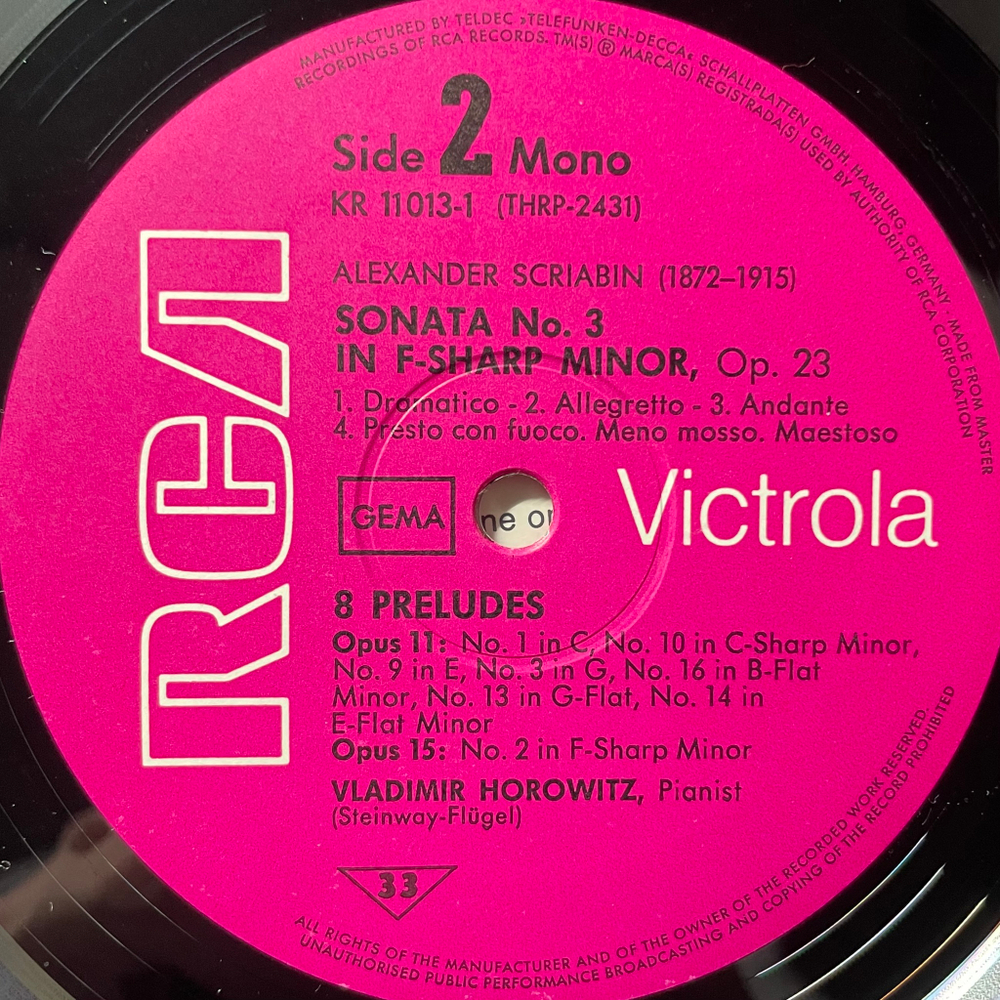 MANUFACTURED BY TELDEC »TELEFUNKEN-DECCA« SCHALLPLATTEN GMBH, HAMBURG, GERMANY MADE FROM MASTER
RECORDINGS OF RCA RECORDS. TM(S) ® MARCA(S) REGISTRADA(S) USED BY AUTHORITY OF RCA CORPORATION
Side 2 Mono
KR 11013-1 (THRP-2431)
RCA
ALEXANDER SCRIABIN (1872–1915)
SONATA No. 3
IN F-SHARP MINOR, Op. 23
1. Dramatico - 2. Allegretto - 3. Andante
4. Presto con fuoco. Meno mosso. Maestoso
GEMA
ne or
Victrola
8 PRELUDES
Opus 11: No. 1 in C, No. 10 in C-Sharp Minor,
No. 9 in E, No. 3 in G, No. 16 in B-Flat
Minor, No. 13 in G-Flat, No. 14 in
E-Flat Minor
Opus 15: No. 2 in F-Sharp Minor
VLADIMIR HOROWITZ, Pianist
(Steinway-Flügel)
33
ALL RIGHTS OF THE MANUFACTURER AND OF THE OWNER OF THE RECORDED WORK RESERVED.
UNAUTHORISED PUBLIC PERFORMANCE BROADCASTING AND COPYING OF THE RECORD PROHIBITED